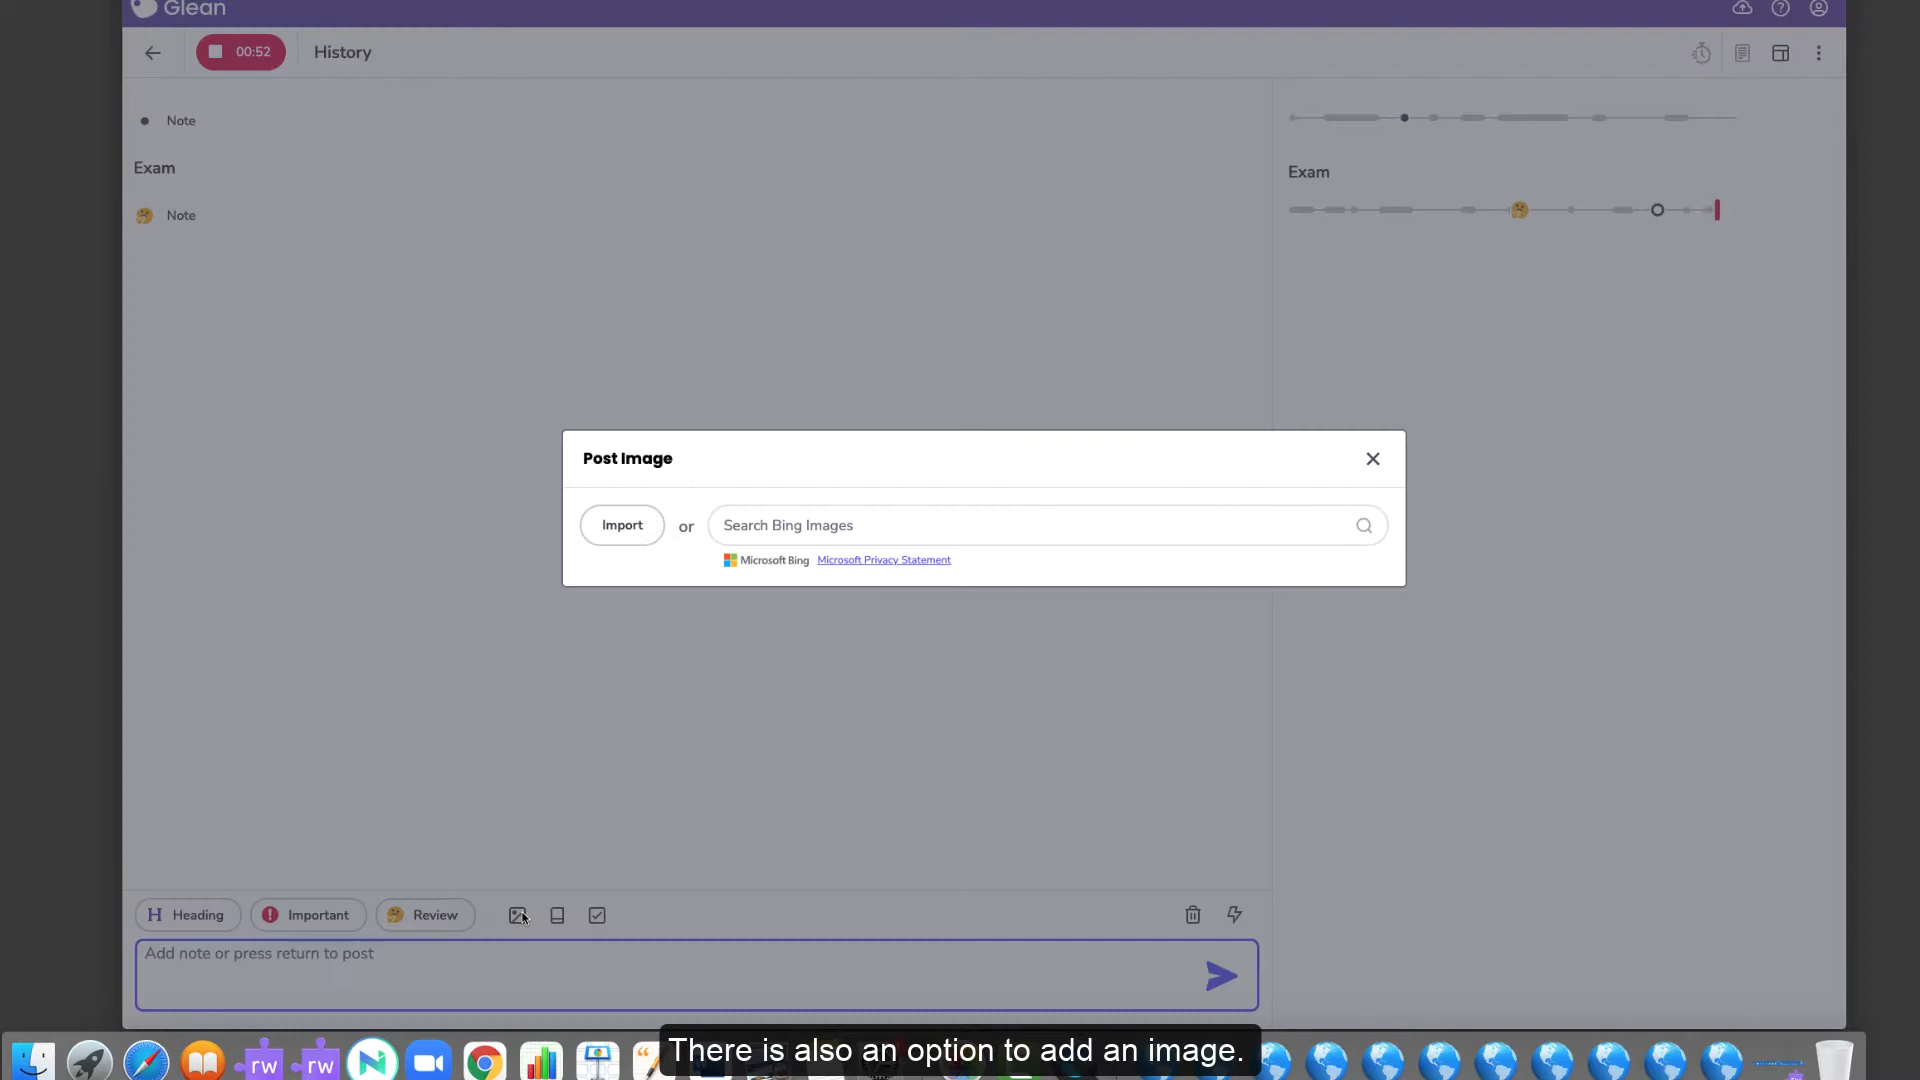 Glean
00:52 History
Note
Exam
Note
Exam
Post Image
Import or Search Bing Images
Microsoft Bing Microsoft Privacy Statement
H Heading Important Review
Add note or press return to post
rw rw
There is also an option to add an image.